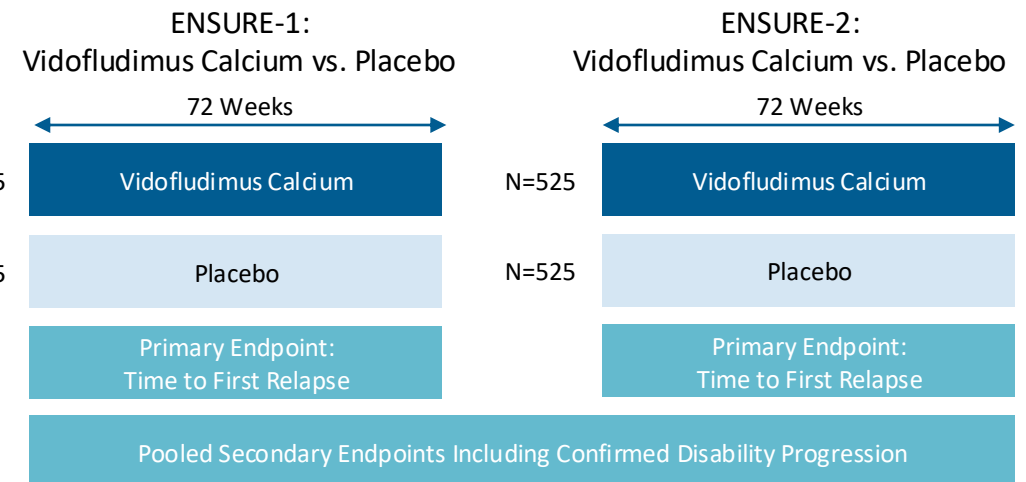 ENSURE-1:
Vidofludimus Calcium vs. Placebo
72 Weeks
5
Vidofludimus Calcium
5
Placebo
Primary Endpoint:
Time to First Relapse
ENSURE-2:
Vidofludimus Calcium vs. Placebo
72 Weeks
N=525
Vidofludimus Calcium
N=525
Placebo
Primary Endpoint:
Time to First Relapse
Pooled Secondary Endpoints Including Confirmed Disability Progression